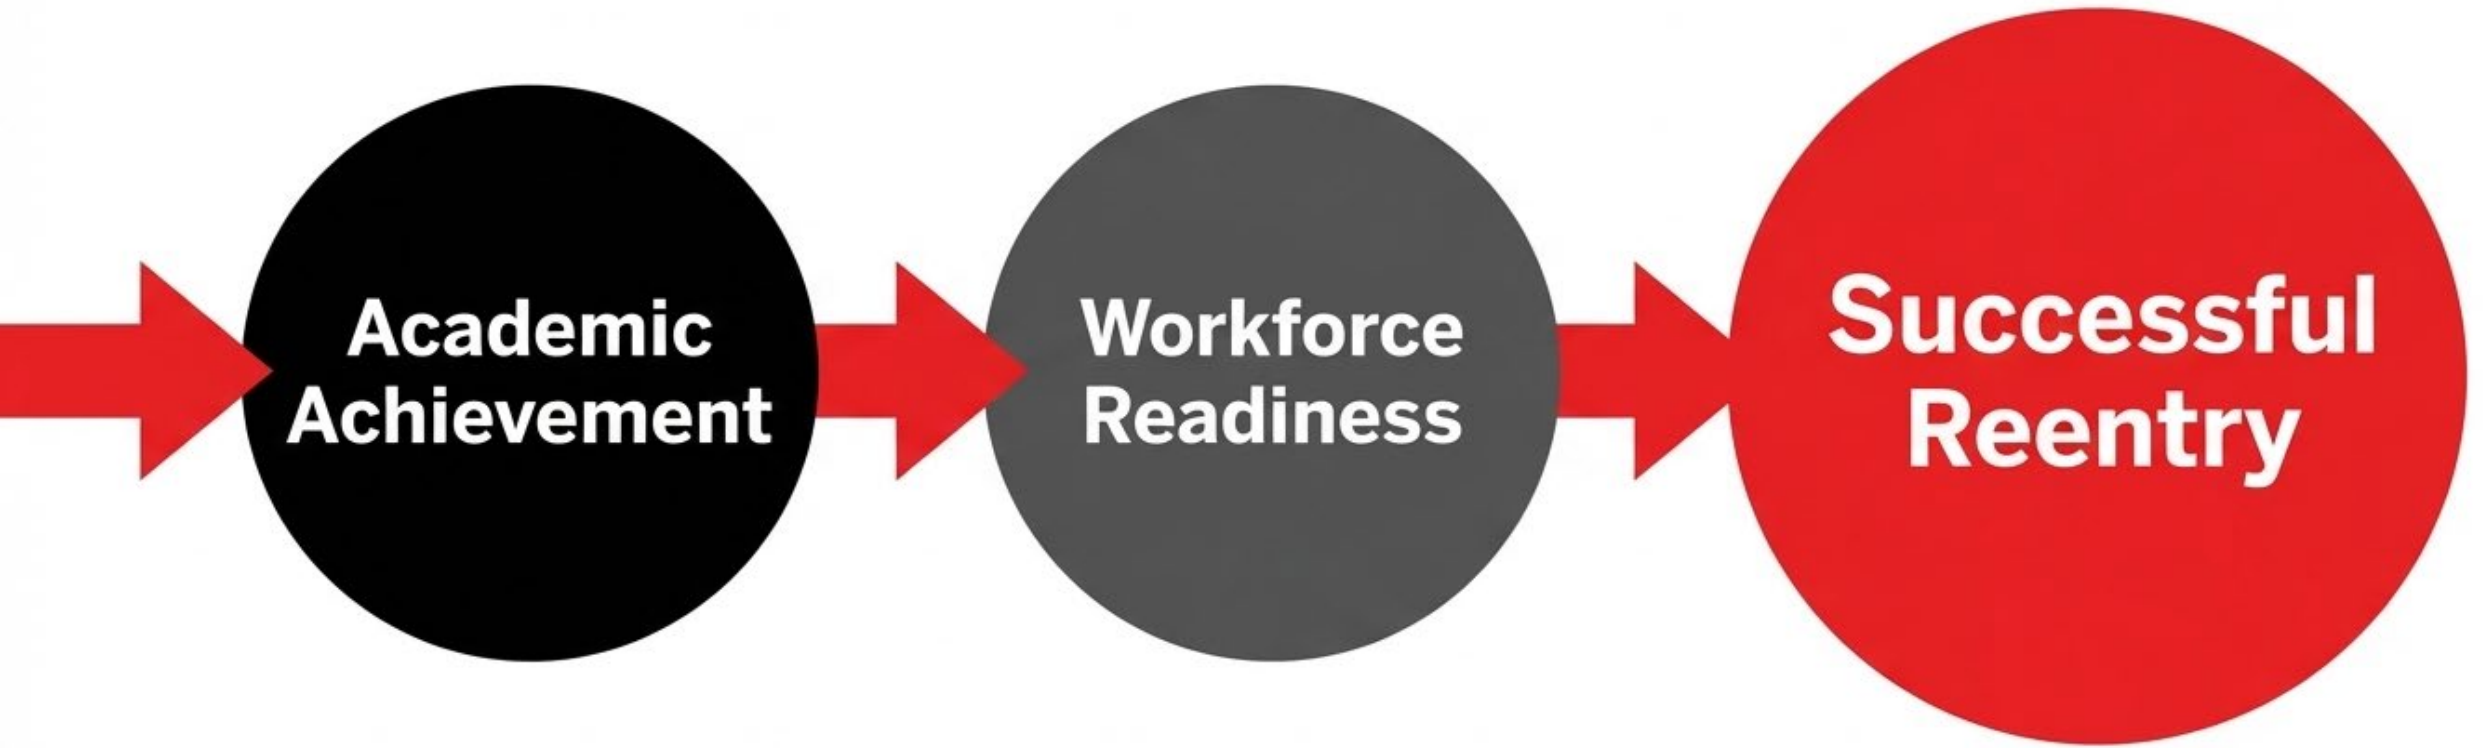 Academic
Achievement
Workforce
Readiness
Successful
Reentry